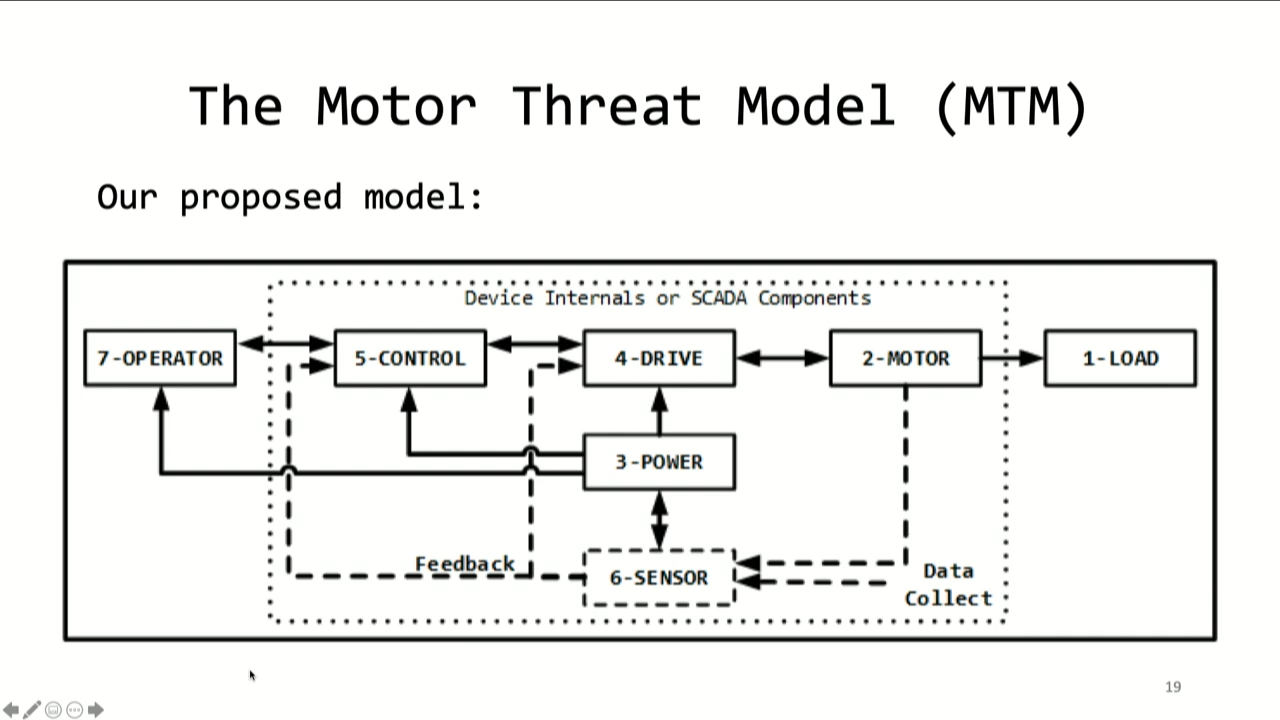 The Motor Threat Model (MTM)
Our proposed model:
Device Internals or SCADA Components
7-OPERATOR
5-CONTROL
4-DRIVE
2-MOTOR
1-LOAD
3-POWER
Feedback
6-SENSOR
Data
Collect
19